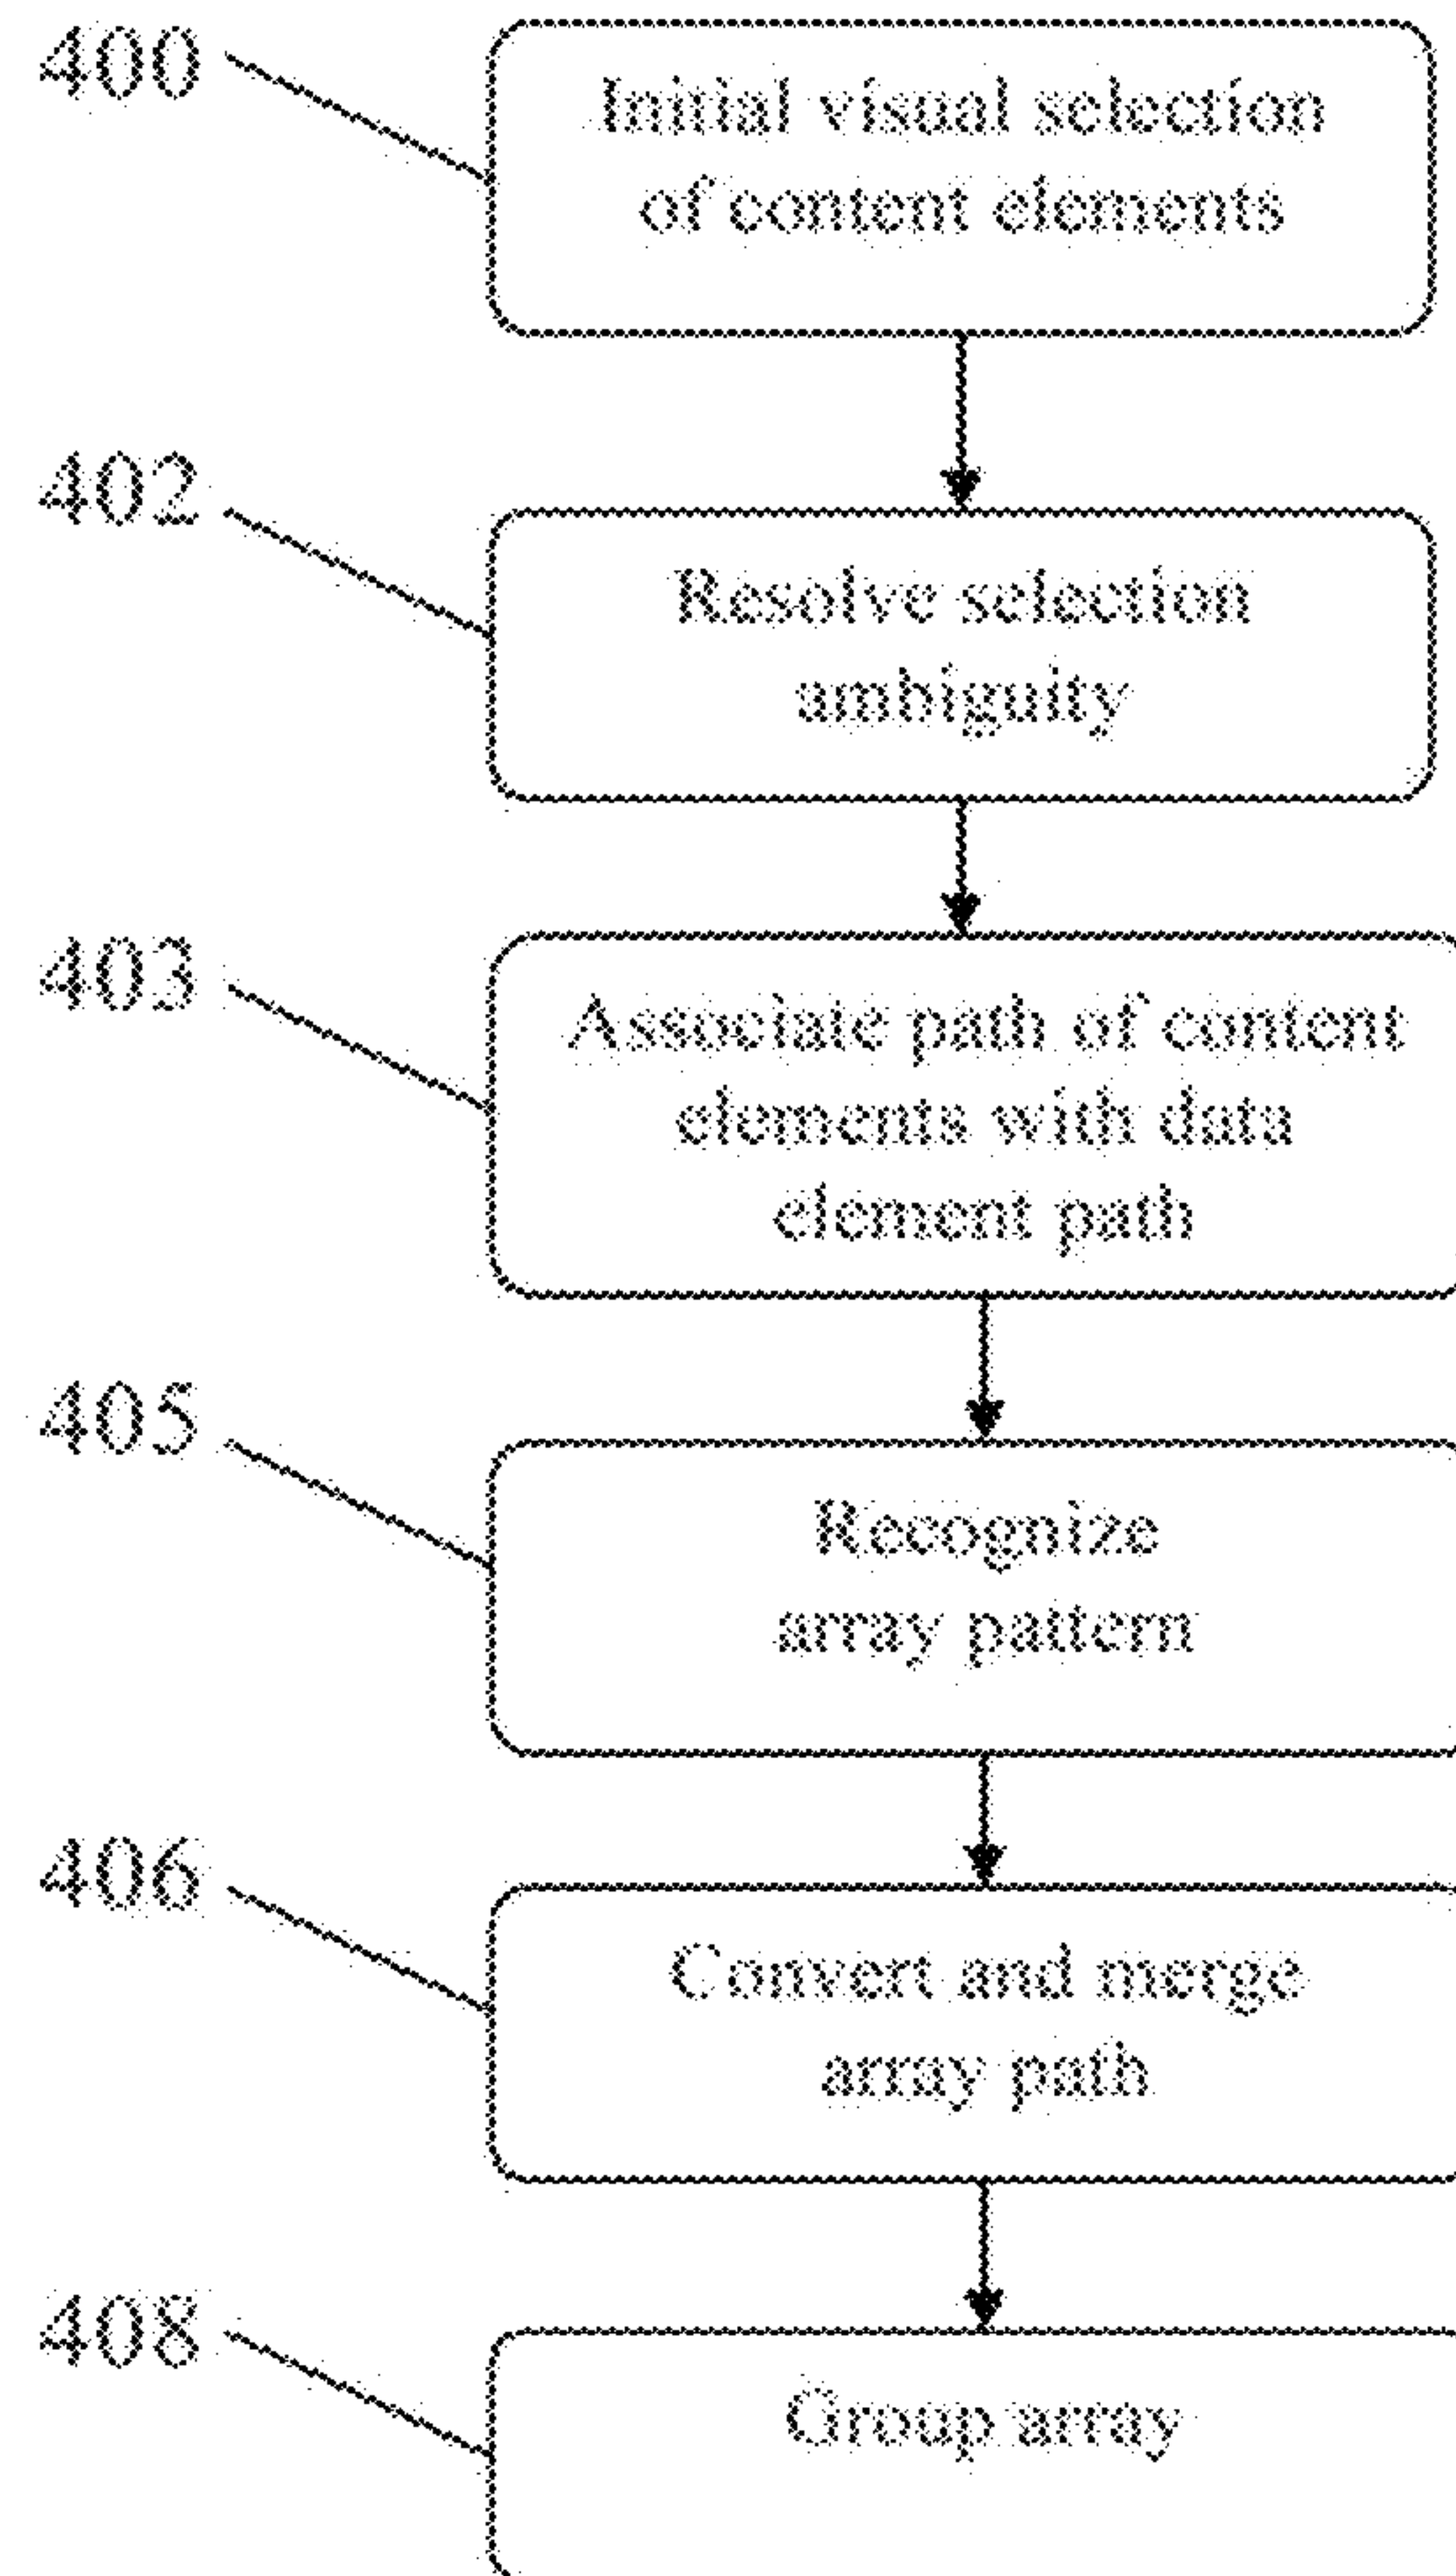 400
Initial visual selection
of content elements
402
Resolve selection
ambiguity
403
Associate path of content
elements with data
element path
405
Recognize
array pattern
406
Convert and merge
array path
408
Group array